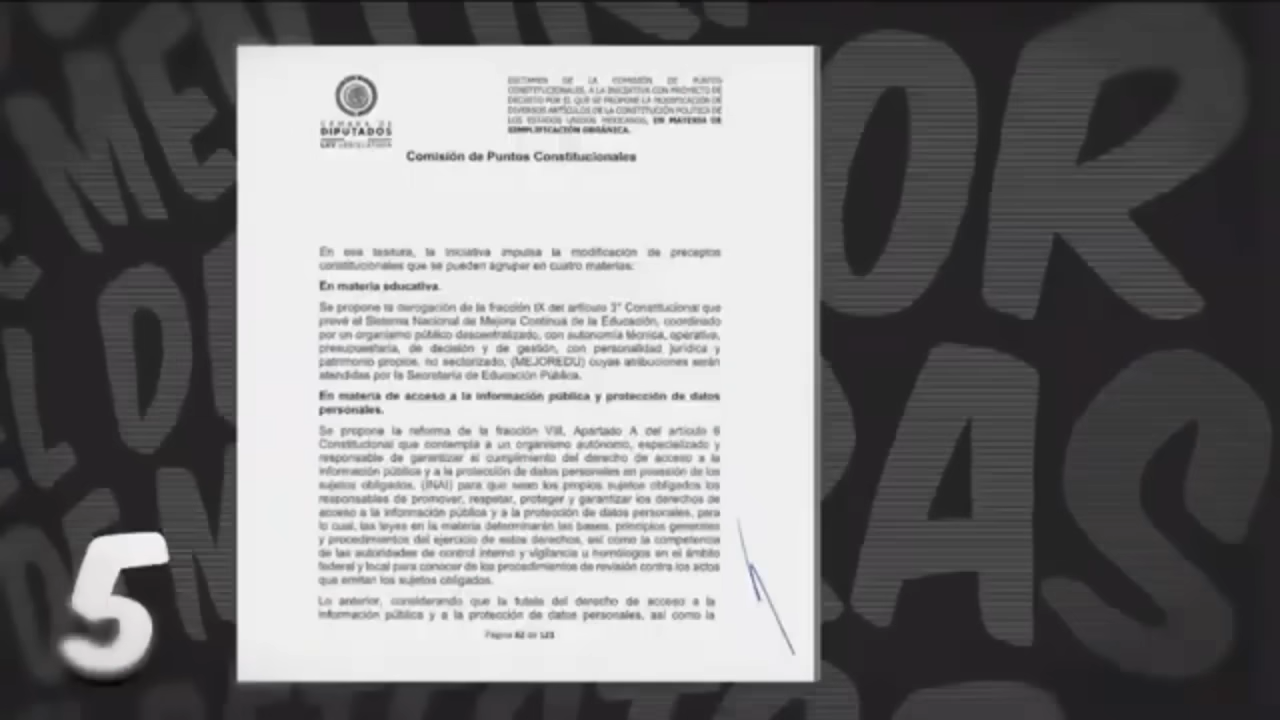 CÁMARA DE
DIPUTADOS
LXV LEGISLATURA
DICTAMEN DE LA COMISIÓN DE PUNTOS
CONSTITUCIONALES, A LA INICIATIVA CON PROYECTO DE
DECRETO POR EL QUE SE PROPONE LA MODIFICACIÓN DE
DIVERSOS ARTÍCULOS DE LA CONSTITUCIÓN POLÍTICA DE
LOS ESTADOS UNIDOS MEXICANOS, EN MATERIA DE
SIMPLIFICACIÓN ORGÁNICA.
Comisión de Puntos Constitucionales
En esa tesitura, la iniciativa impulsa la modificación de preceptos
constitucionales que se pueden agrupar en cuatro materias:
En materia educativa.
Se propone la derogación de la fracción IX del artículo 3° Constitucional que
prevé el Sistema Nacional de Mejora Continua de la Educación, coordinado
por un organismo público descentralizado, con autonomía técnica, operativa,
presupuestaria, de decisión y de gestión, con personalidad jurídica y
patrimonio propios, no sectorizado, (MEJOREDU) cuyas atribuciones serán
atendidas por la Secretaría de Educación Pública.
En materia de acceso a la información pública y protección de datos
personales.
Se propone la reforma de la fracción VIII, Apartado A del artículo 6
Constitucional que contempla a un organismo autónomo, especializado y
responsable de garantizar el cumplimiento del derecho de acceso a la
información pública y a la protección de datos personales en posesión de los
sujetos obligados, (INAI) para que sean los propios sujetos obligados los
responsables de promover, respetar, proteger y garantizar los derechos de
acceso a la información pública y a la protección de datos personales, para
lo cual, las leyes en la materia determinarán las bases, principios generales
y procedimientos del ejercicio de estos derechos, así como la competencia
de las autoridades de control interno y vigilancia u homólogos en el ámbito
federal y local para conocer de los procedimientos de revisión contra los actos
que emitan los sujetos obligados.
Lo anterior, considerando que la tutela del derecho de acceso a la
información pública y a la protección de datos personales, así como la
Página 62 de
5